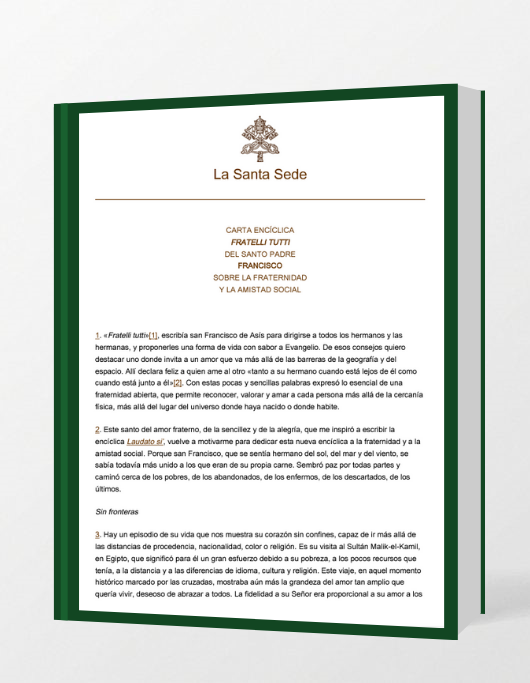 La Santa Sede
CARTA ENCÍCLICA
FRATELLI TUTTI
DEL SANTO PADRE
FRANCISCO
SOBRE LA FRATERNIDAD
Y LA AMISTAD SOCIAL
1. «Fratelli tutti»[1], escribía san Francisco de Asís para dirigirse a todos los hermanos y las
hermanas, y proponerles una forma de vida con sabor a Evangelio. De esos consejos quiero
destacar uno donde invita a un amor que va más allá de las barreras de la geografía y del
espacio. Allí declara feliz a quien ame al otro «tanto a su hermano cuando está lejos de él como
cuando está junto a él»[2]. Con estas pocas y sencillas palabras expresó lo esencial de una
fraternidad abierta, que permite reconocer, valorar y amar a cada persona más allá de la cercanía
física, más allá del lugar del universo donde haya nacido o donde habite.
2. Este santo del amor fraterno, de la sencillez y de la alegría, que me inspiró a escribir la
encíclica Laudato si', vuelve a motivarme para dedicar esta nueva encíclica a la fraternidad y a la
amistad social. Porque san Francisco, que se sentía hermano del sol, del mar y del viento, se
sabía todavía más unido a los que eran de su propia carne. Sembró paz por todas partes y
caminó cerca de los pobres, de los abandonados, de los enfermos, de los descartados, de los
últimos.
Sin fronteras
3. Hay un episodio de su vida que nos muestra su corazón sin confines, capaz de ir más allá de
las distancias de procedencia, nacionalidad, color o religión. Es su visita al Sultán Malik-el-Kamil,
en Egipto, que significó para él un gran esfuerzo debido a su pobreza, a los pocos recursos que
tenía, a la distancia y a las diferencias de idioma, cultura y religión. Este viaje, en aquel momento
histórico marcado por las cruzadas, mostraba aún más la grandeza del amor tan amplio que
quería vivir, deseoso de abrazar a todos. La fidelidad a su Señor era proporcional a su amor a los